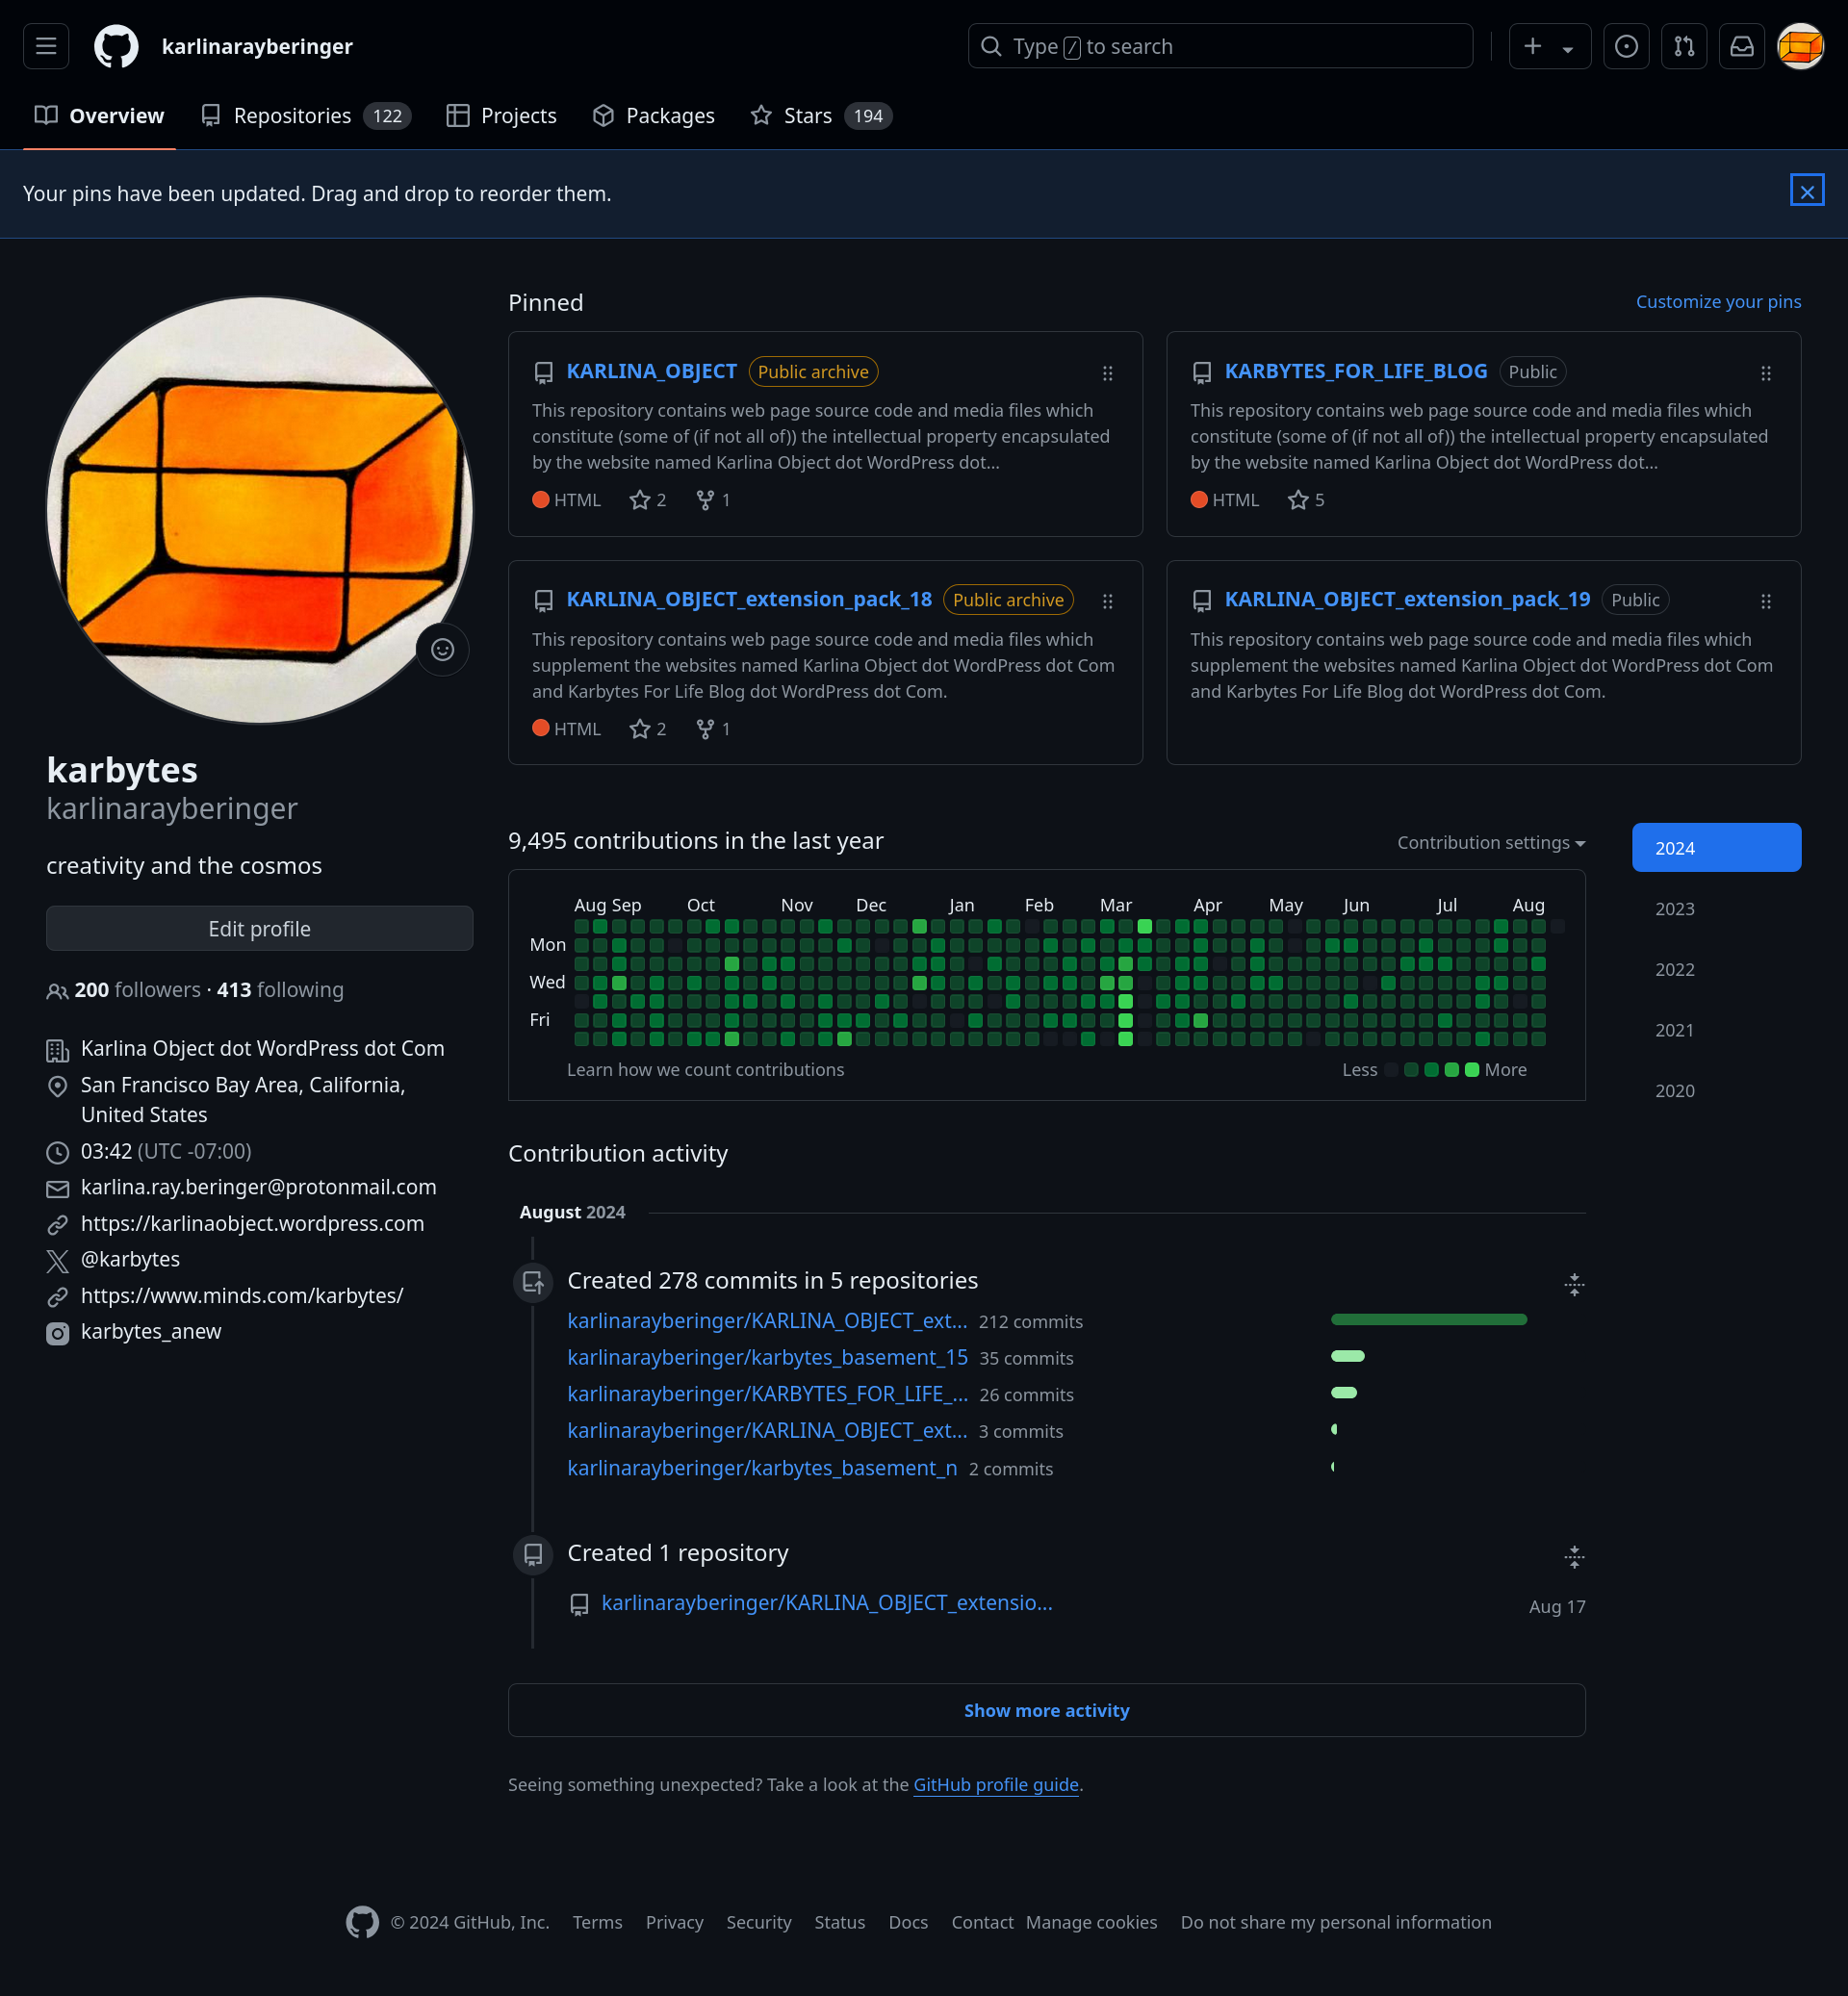 karlinarayberinger
Type / to search
Overview Repositories 122 Projects Packages Stars 194
Your pins have been updated. Drag and drop to reorder them.
karbytes
karlinarayberinger
creativity and the cosmos
Edit profile
200 followers · 413 following
Karlina Object dot WordPress dot Com
San Francisco Bay Area, California,
United States
03:42 (UTC -07:00)
karlina.ray.beringer@protonmail.com
https://karlinaobject.wordpress.com
@karbytes
https://www.minds.com/karbytes/
karbytes_anew
Pinned
Customize your pins
KARLINA_OBJECT Public archive
This repository contains web page source code and media files which
constitute (some of (if not all of)) the intellectual property encapsulated
by the website named Karlina Object dot WordPress dot...
HTML 2 1
KARBYTES_FOR_LIFE_BLOG Public
This repository contains web page source code and media files which
constitute (some of (if not all of)) the intellectual property encapsulated
by the website named Karlina Object dot WordPress dot...
HTML 5
KARLINA_OBJECT_extension_pack_18 Public archive
This repository contains web page source code and media files which
supplement the websites named Karlina Object dot WordPress dot Com
and Karbytes For Life Blog dot WordPress dot Com.
HTML 2 1
KARLINA_OBJECT_extension_pack_19 Public
This repository contains web page source code and media files which
supplement the websites named Karlina Object dot WordPress dot Com
and Karbytes For Life Blog dot WordPress dot Com.
9,495 contributions in the last year
Contribution settings
Aug Sep Oct Nov Dec Jan Feb Mar Apr May Jun Jul Aug
Mon
Wed
Fri
Learn how we count contributions
Less More
2024
2023
2022
2021
2020
Contribution activity
August 2024
Created 278 commits in 5 repositories
karlinarayberinger/KARLINA_OBJECT_ext... 212 commits
karlinarayberinger/karbytes_basement_15 35 commits
karlinarayberinger/KARBYTES_FOR_LIFE_... 26 commits
karlinarayberinger/KARLINA_OBJECT_ext... 3 commits
karlinarayberinger/karbytes_basement_n 2 commits
Created 1 repository
karlinarayberinger/KARLINA_OBJECT_extensio... Aug 17
Show more activity
Seeing something unexpected? Take a look at the GitHub profile guide.
© 2024 GitHub, Inc. Terms Privacy Security Status Docs Contact Manage cookies Do not share my personal information